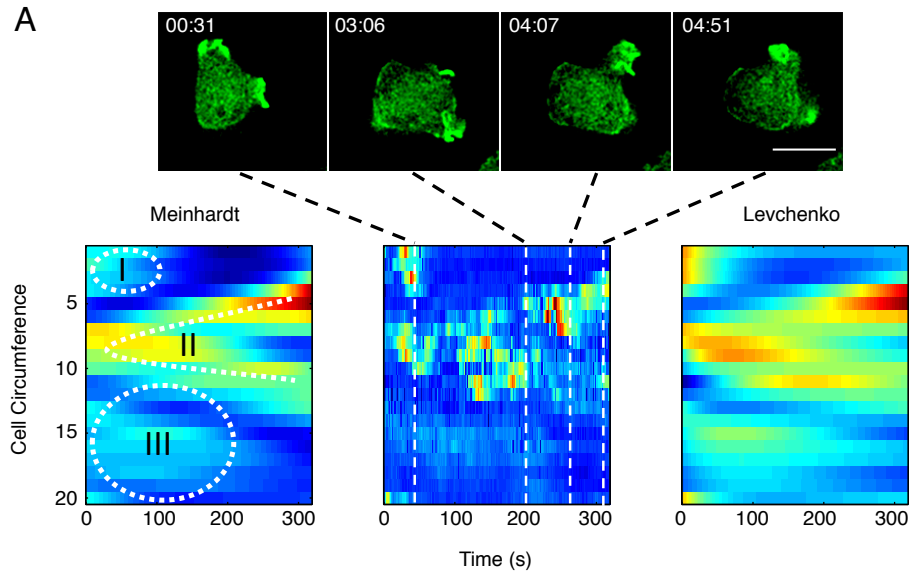 A
00:31 03:06 04:07 04:51
Meinhardt Levchenko
I
II
III
Cell Circumference
5
10
15
20
0 100 200 300 0 100 200 300 0 100 200 300
Time (s)